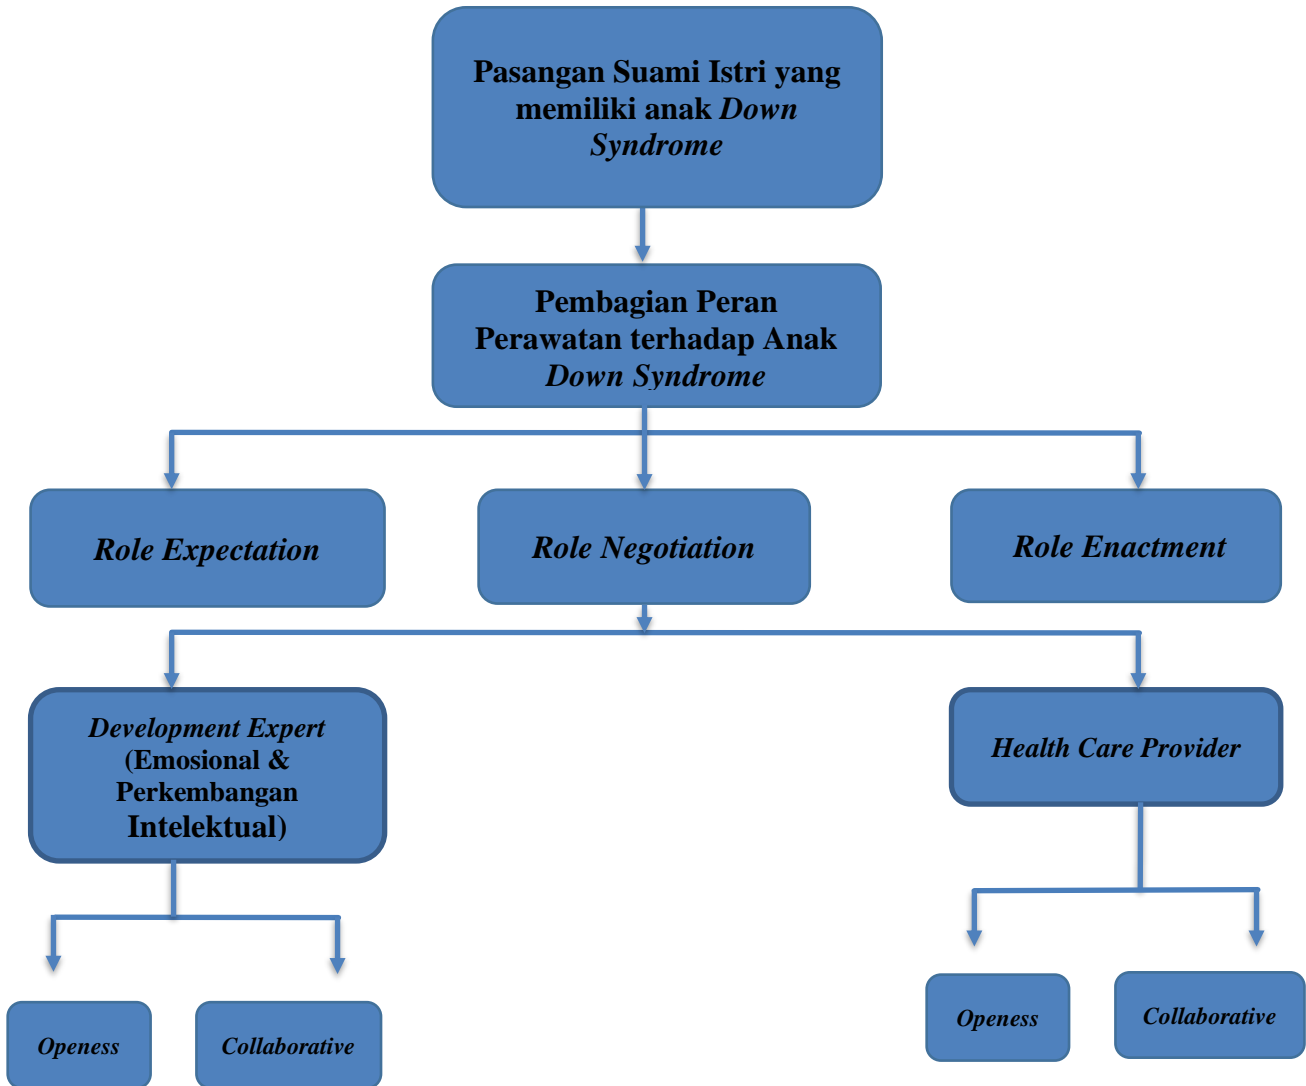 Pasangan Suami Istri yang
memiliki anak Down
Syndrome
Pembagian Peran
Perawatan terhadap Anak
Down Syndrome
Role Expectation
Role Negotiation
Role Enactment
Development Expert
(Emosional &
Perkembangan
Intelektual)
Health Care Provider
Openess
Collaborative
Openess
Collaborative